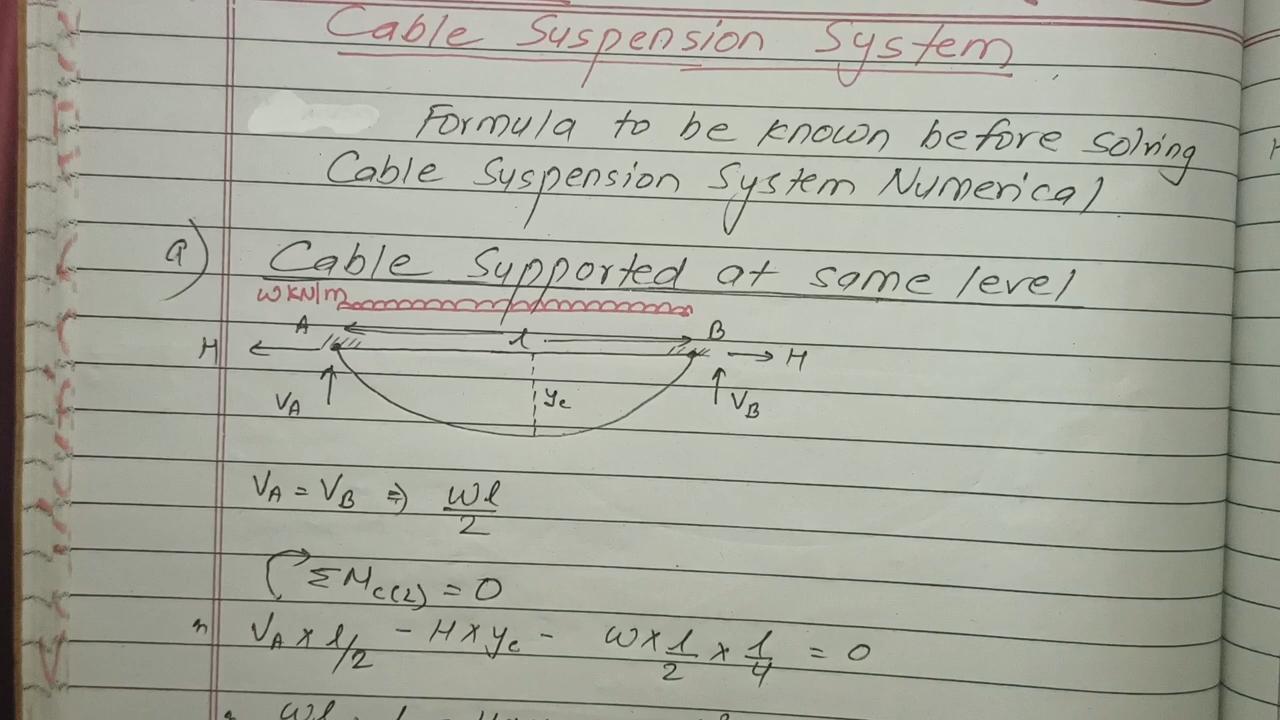 Cable Suspension System
Formula to be known before solving
Cable Suspension System Numerical
a) Cable Supported at same level
w kN/m
A l B
H H
VA yc VB
VA = VB => wl/2
ΣMc(L) = 0
VA x l/2 - H x yc - w x l/2 x l/4 = 0
wl